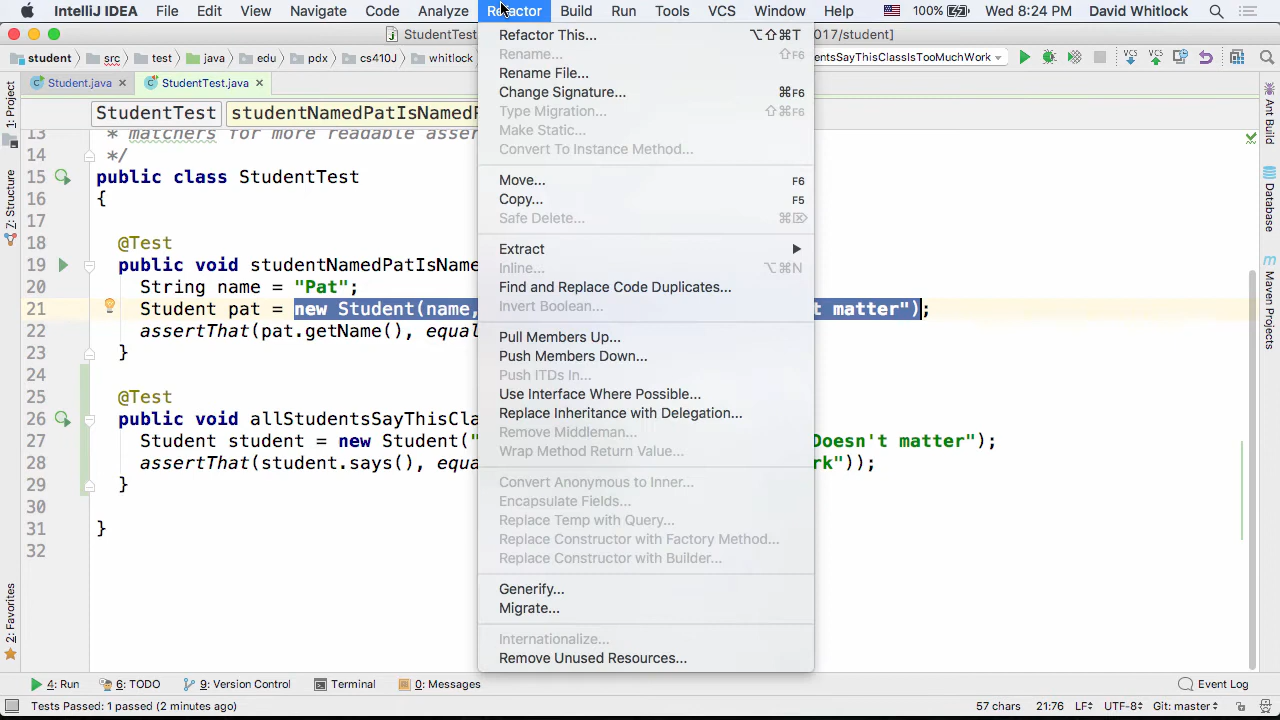 IntelliJ IDEA File Edit View Navigate Code Analyze Refactor Build Run Tools VCS Window Help 100% Wed 8:24 PM David Whitlock
StudentTest 2017/student]
student src test java edu pdx cs410J whitlock entsSayThisClassIsTooMuchWork
Student.java StudentTest.java
StudentTest studentNamedPatIsNamedP
13 * matchers for more readable asser
14 */
15 public class StudentTest
16 {
17
18 @Test
19 public void studentNamedPatIsName
20 String name = "Pat";
21 Student pat = new Student(name, t matter");
22 assertThat(pat.getName(), equal
23 }
24
25 @Test
26 public void allStudentsSayThisCl
27 Student student = new Student(" Doesn't matter");
28 assertThat(student.says(), equa rk"));
29 }
30
31 }
32
Refactor This... ⌥⇧⌘T
Rename... ⇧F6
Rename File...
Change Signature... ⌘F6
Type Migration... ⇧⌘F6
Make Static...
Convert To Instance Method...
Move... F6
Copy... F5
Safe Delete... ⌘⌦
Extract
Inline... ⌥⌘N
Find and Replace Code Duplicates...
Invert Boolean...
Pull Members Up...
Push Members Down...
Push ITDs In...
Use Interface Where Possible...
Replace Inheritance with Delegation...
Remove Middleman...
Wrap Method Return Value...
Convert Anonymous to Inner...
Encapsulate Fields...
Replace Temp with Query...
Replace Constructor with Factory Method...
Replace Constructor with Builder...
Generify...
Migrate...
Internationalize...
Remove Unused Resources...
1: Project
7: Structure
2: Favorites
Ant Build
Database
Maven Projects
4: Run 6: TODO 9: Version Control Terminal 0: Messages Event Log
Tests Passed: 1 passed (2 minutes ago) 57 chars 21:76 LF÷ UTF-8÷ Git: master÷